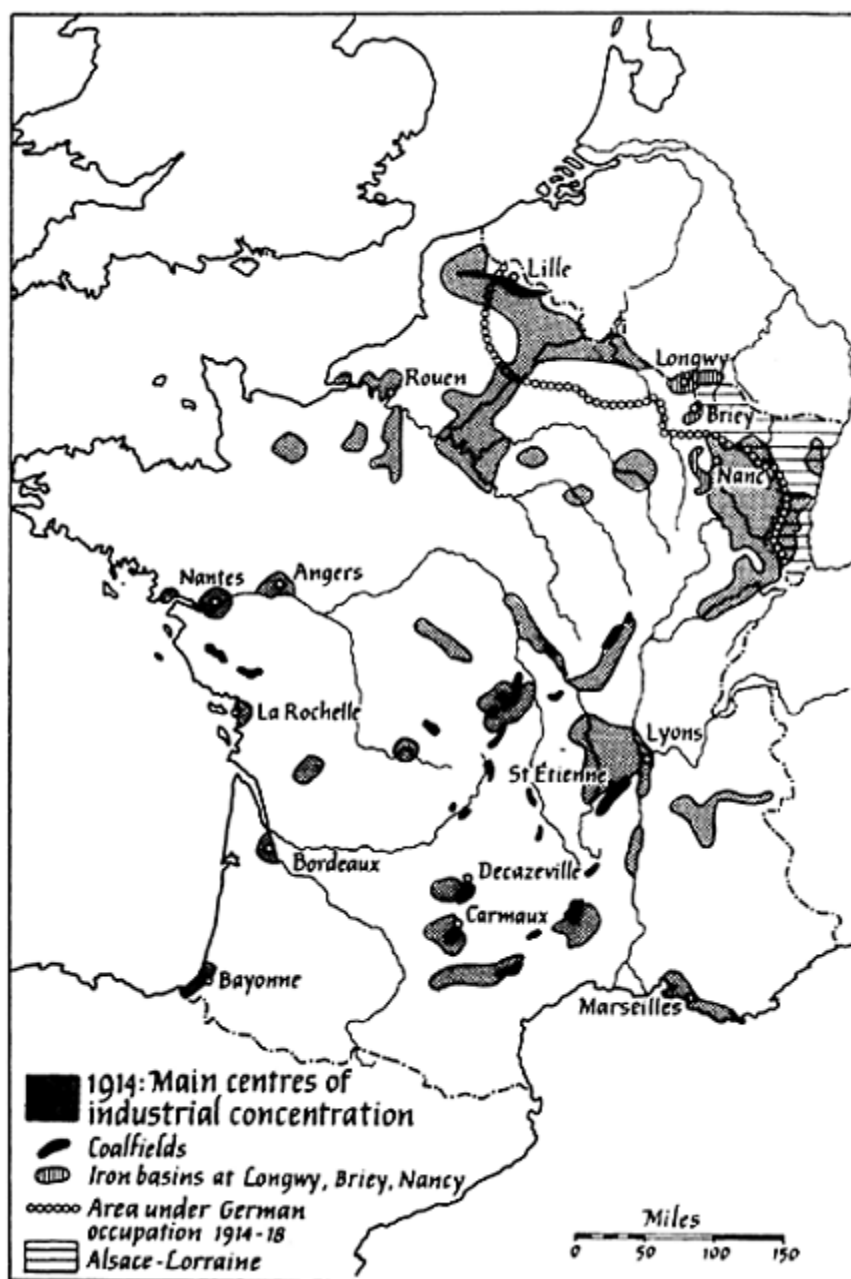 Lille
Longwy
Rouen
Briey
Nancy
Nantes
Angers
La Rochelle
Lyons
St Etienne
Bordeaux
Decazeville
Carmaux
Bayonne
Marseilles
1914: Main centres of
industrial concentration
Coalfields
Iron basins at Longwy, Briey, Nancy
Area under German
occupation 1914-18
Alsace-Lorraine
Miles
0 50 100 150